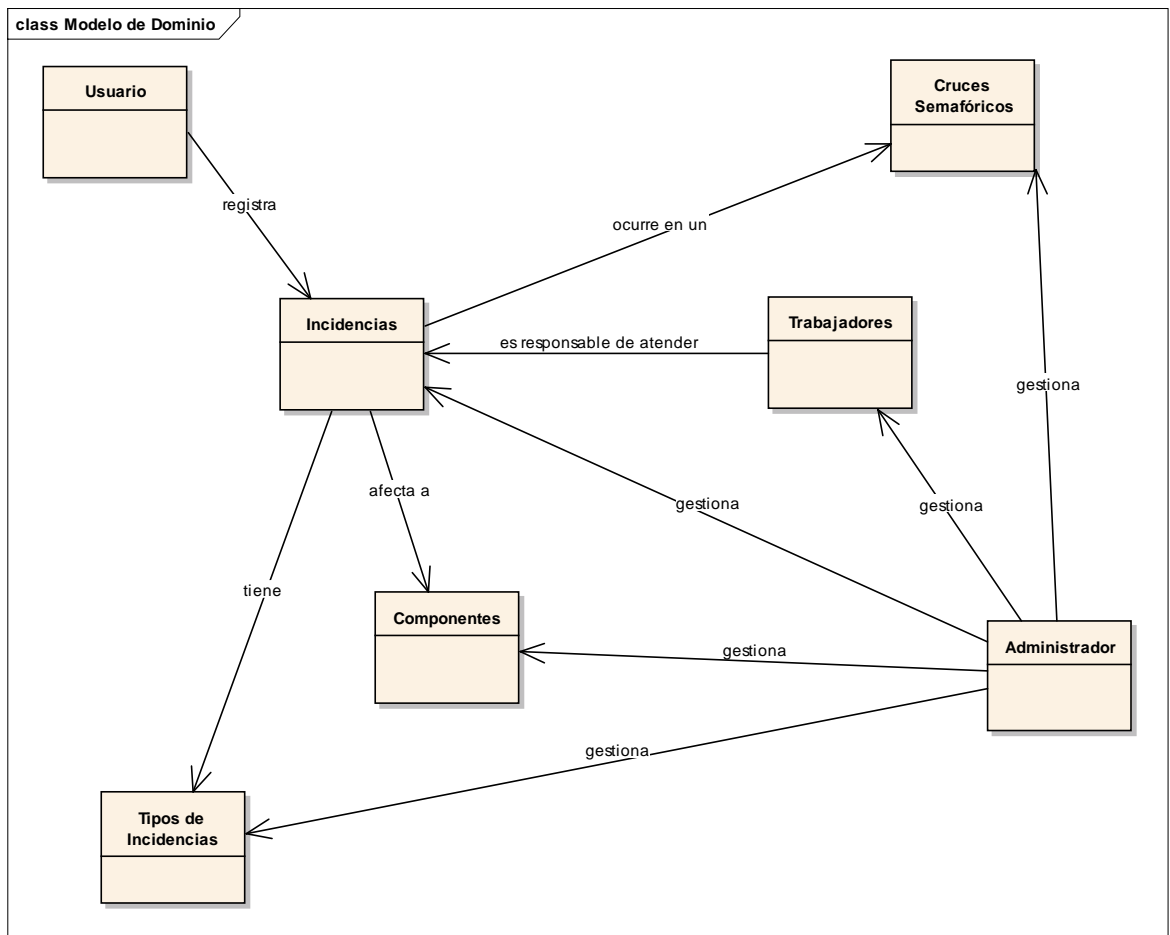 class Modelo de Dominio
Usuario
Cruces
Semafóricos
registra
ocurre en un
Incidencias
Trabajadores
es responsable de atender
gestiona
afecta a
gestiona
gestiona
tiene
Componentes
gestiona
Administrador
gestiona
Tipos de
Incidencias